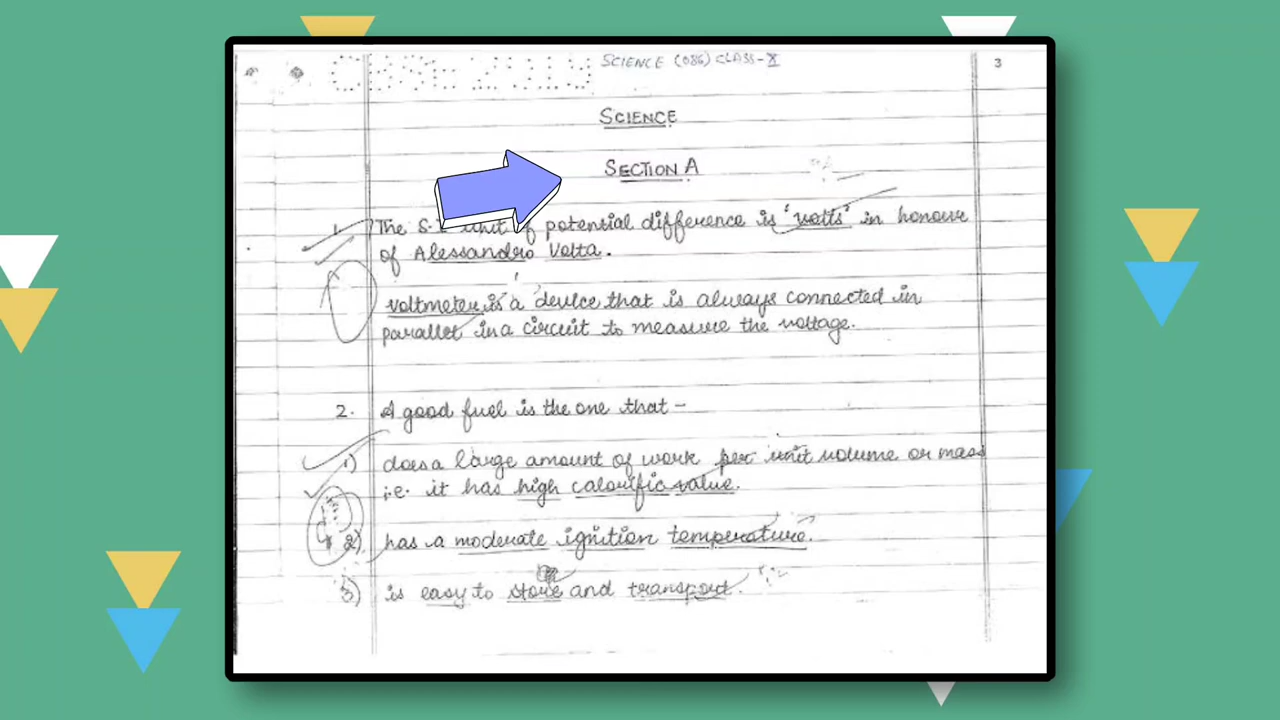 CBSE 2019
SCIENCE (086) CLASS-X
3
SCIENCE
SECTION A
1. The S.I unit of potential difference is 'volts' in honour
of Alessandro Volta.
voltmeter is a device that is always connected in
parallel in a circuit to measure the voltage.
2. A good fuel is the one that -
1) does a large amount of work per unit volume or mass
i.e. it has high calorific value.
2) has a moderate ignition temperature.
3) is easy to store and transport.